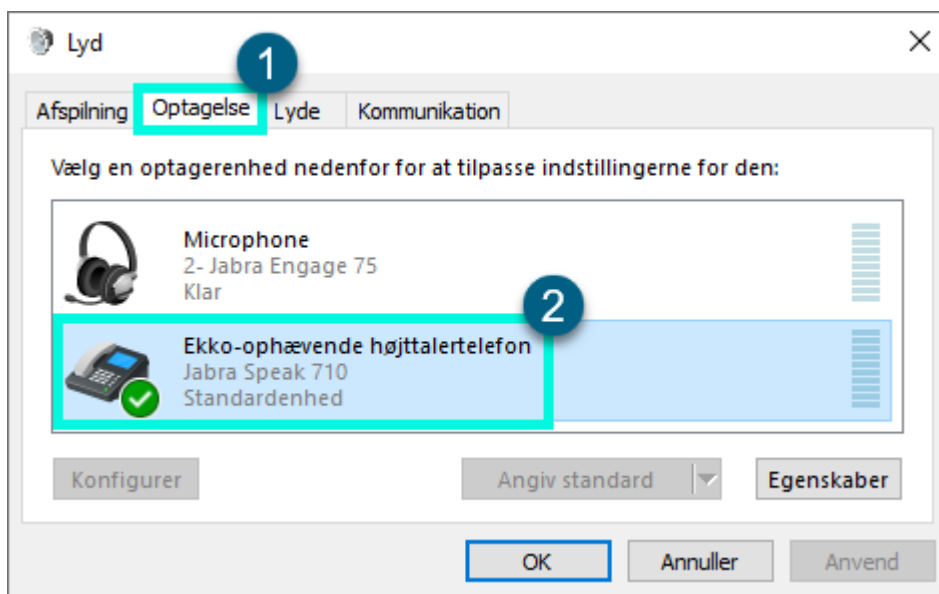 Lyd
1
Afspilning Optagelse Lyde Kommunikation
Vælg en optagerenhed nedenfor for at tilpasse indstillingerne for den:
Microphone
2- Jabra Engage 75
Klar
2
Ekko-ophævende højttalertelefon
Jabra Speak 710
Standardenhed
Konfigurer Angiv standard Egenskaber
OK Annuller Anvend